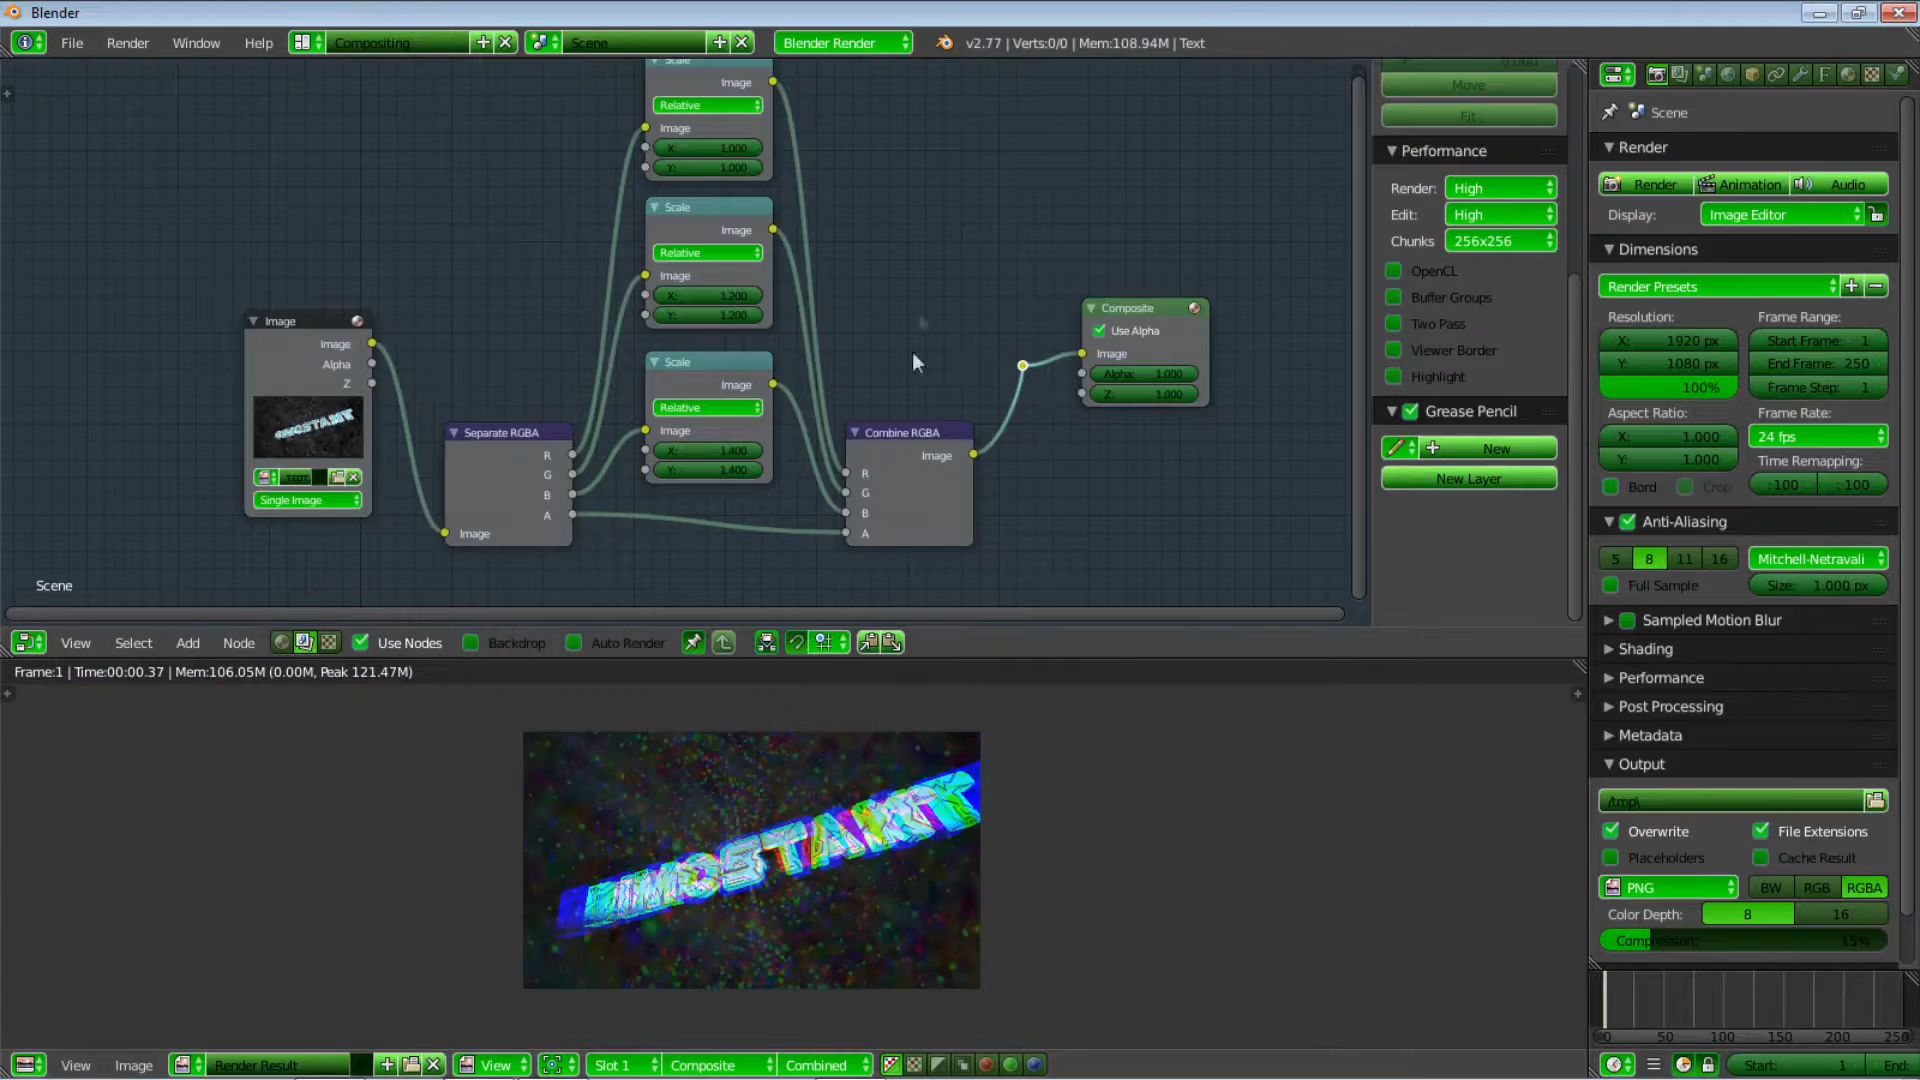 Blender
File Render Window Help Compositing Scene Blender Render v2.77 | Verts:0/0 | Mem:108.94M | Text
Scale
Image
Relative
Image
X: 1.000
Y: 1.000
Scale
Image
Relative
Image
X: 1.200
Y: 1.200
Scale
Image
Relative
Image
X: 1.400
Y: 1.400
Image
Image
Alpha
Z
Single Image
Separate RGBA
R
G
B
A
Image
Combine RGBA
Image
R
G
B
A
Composite
Use Alpha
Image
Alpha: 1.000
Z: 1.000
Scene
0.000
Move
Fit
Performance
Render: High
Edit: High
Chunks 256x256
OpenCL
Buffer Groups
Two Pass
Viewer Border
Highlight
Grease Pencil
New
New Layer
Scene
Render
Render Animation Audio
Display: Image Editor
Dimensions
Render Presets
Resolution: Frame Range:
X: 1920 px Start Frame: 1
Y: 1080 px End Frame: 250
100% Frame Step: 1
Aspect Ratio: Frame Rate:
X: 1.000 24 fps
Y: 1.000 Time Remapping:
Bord Crop :100 :100
Anti-Aliasing
5 8 11 16 Mitchell-Netravali
Full Sample Size: 1.000 px
Sampled Motion Blur
Shading
Performance
Post Processing
Metadata
Output
/tmp\
Overwrite File Extensions
Placeholders Cache Result
PNG BW RGB RGBA
Color Depth: 8 16
Compression: 15%
View Select Add Node Use Nodes Backdrop Auto Render
Frame:1 | Time:00:00.37 | Mem:106.05M (0.00M, Peak 121.47M)
50 100 150 200 250
View Image Render Result View Slot 1 Composite Combined
Start: 1 End: